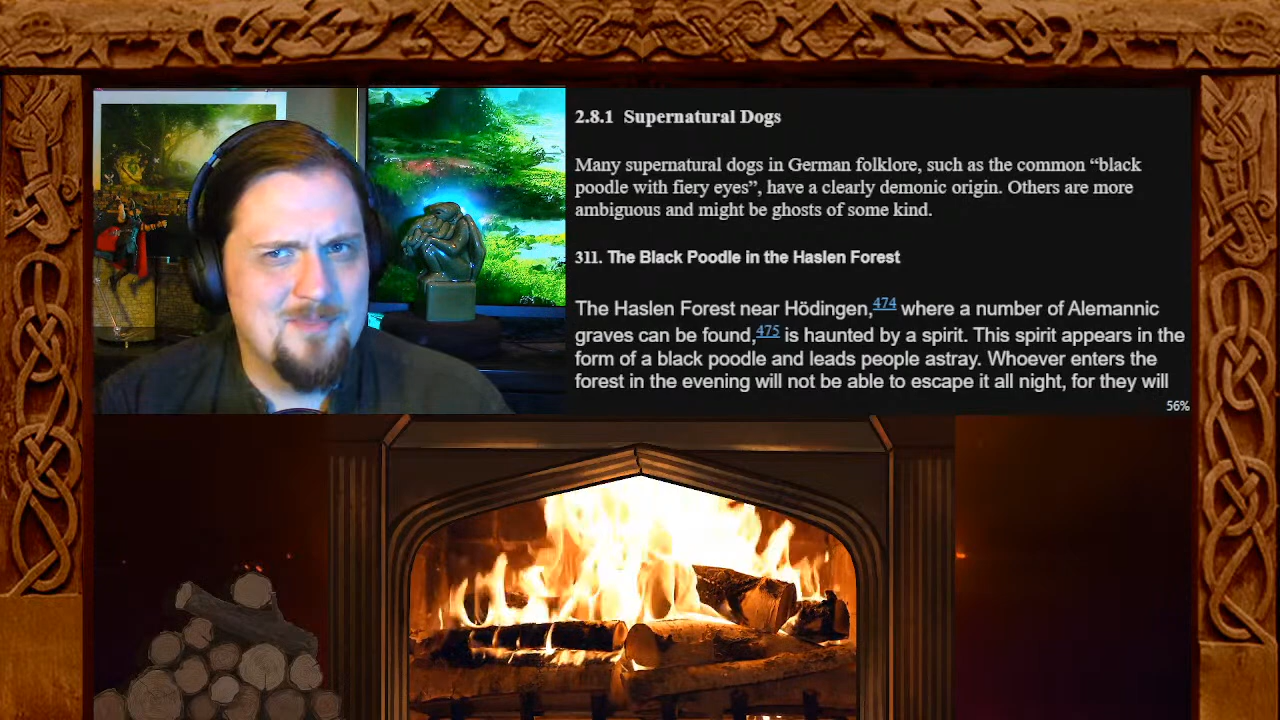 2.8.1 Supernatural Dogs
Many supernatural dogs in German folklore, such as the common “black
poodle with fiery eyes”, have a clearly demonic origin. Others are more
ambiguous and might be ghosts of some kind.
311. The Black Poodle in the Haslen Forest
The Haslen Forest near Hödingen,474 where a number of Alemannic
graves can be found,475 is haunted by a spirit. This spirit appears in the
form of a black poodle and leads people astray. Whoever enters the
forest in the evening will not be able to escape it all night, for they will
56%